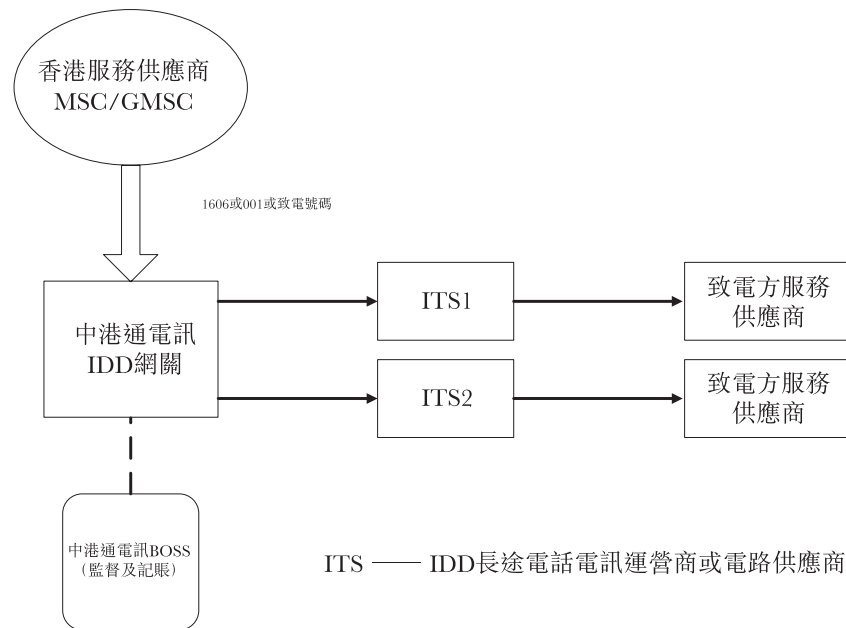 香港服務供應商
MSC/GMSC
1606或001或致電號碼
中港通電訊
IDD網關
ITS1
致電方服務
供應商
ITS2
致電方服務
供應商
中港通電訊BOSS
（監督及記賬）
ITS —— IDD長途電話電訊運營商或電路供應商